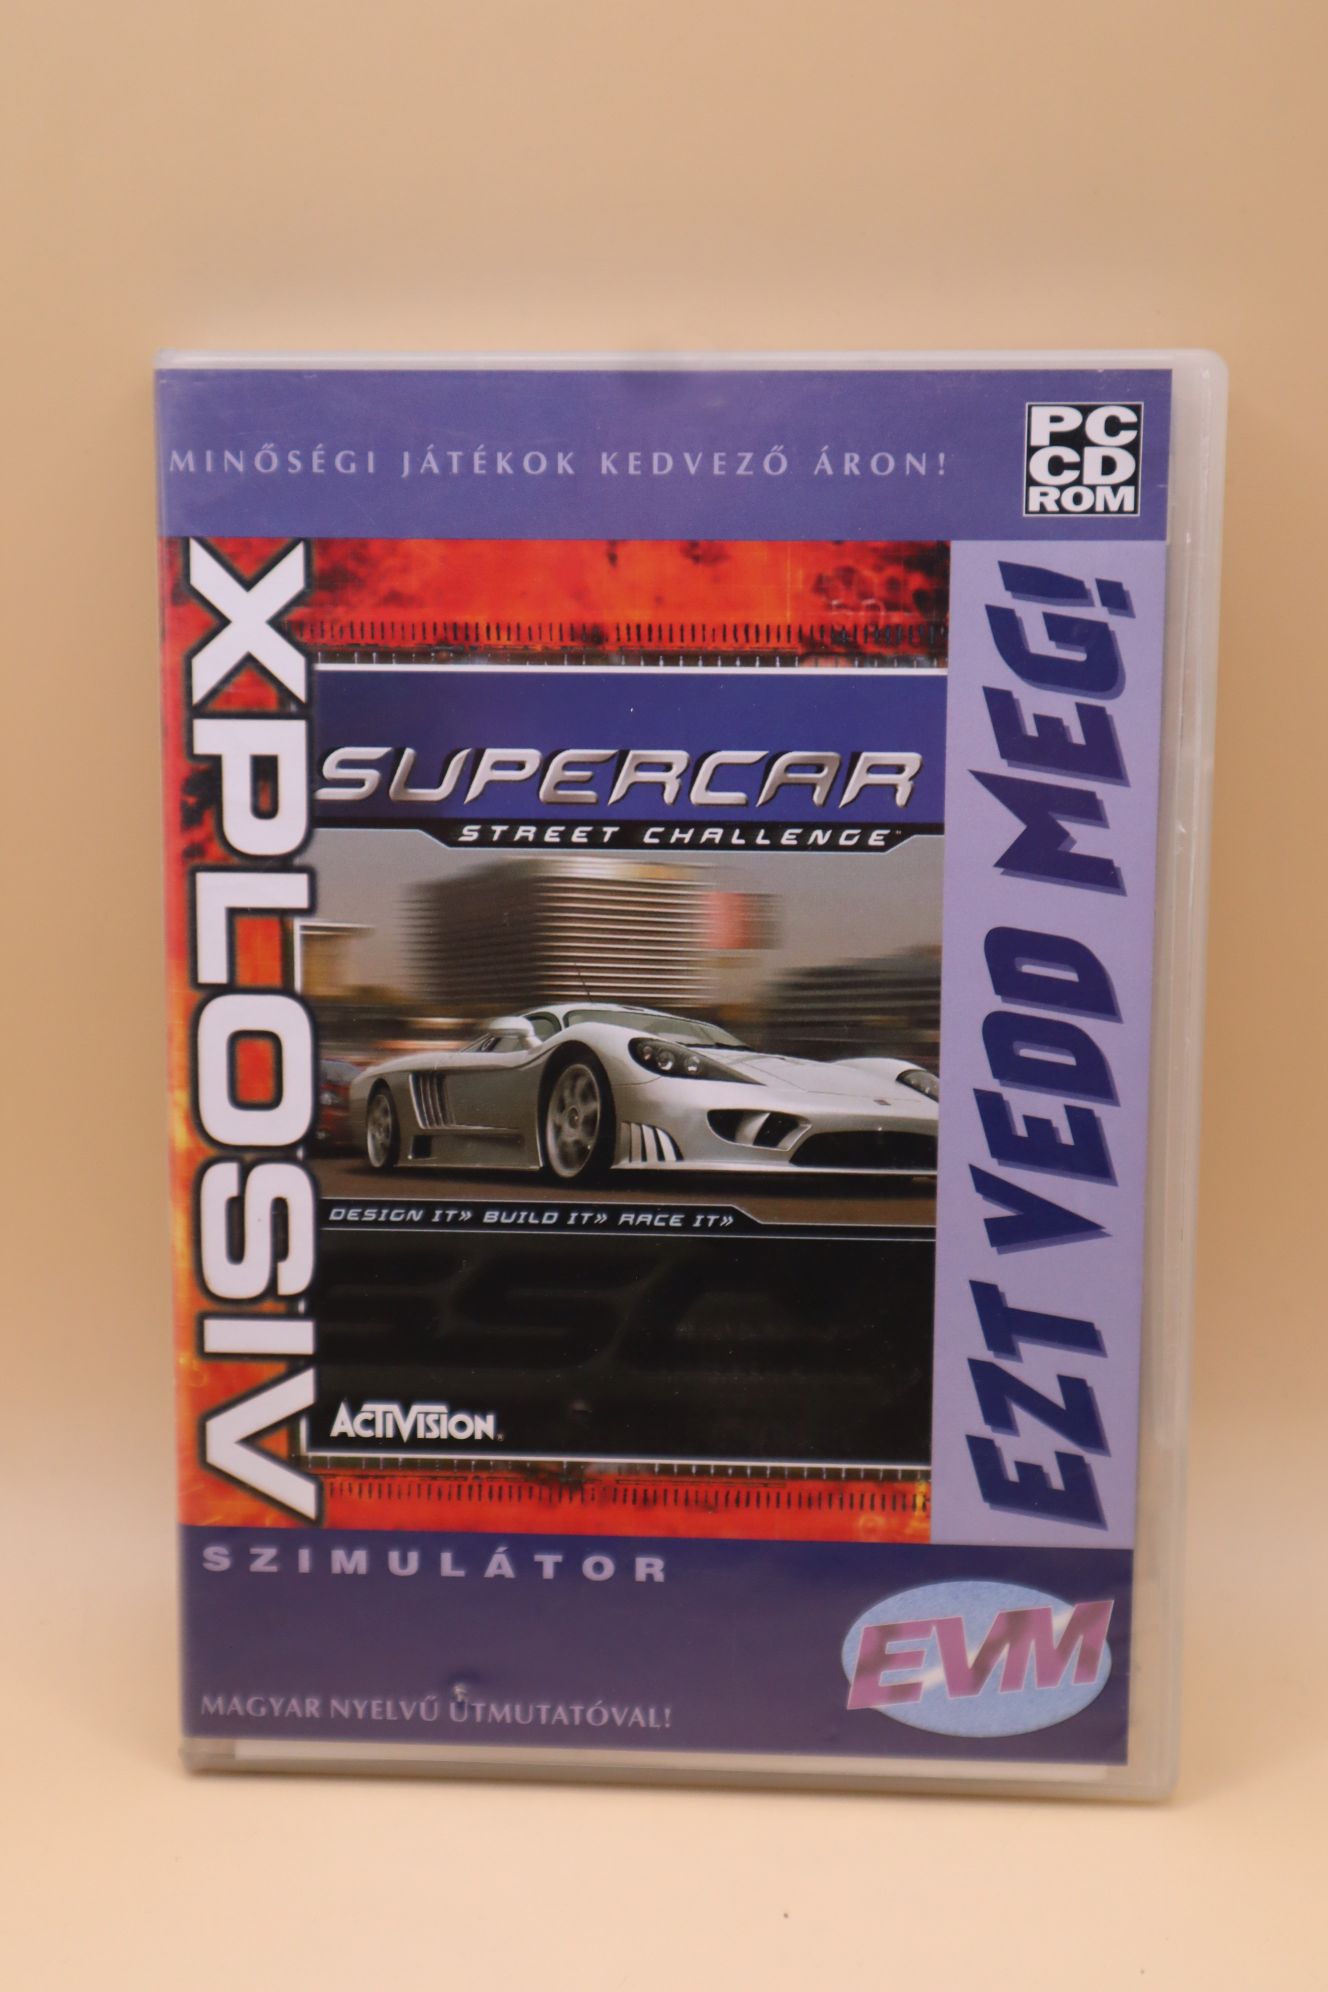 MINŐSÉGI JÁTÉKOK KEDVEZŐ ÁRON!
PC
CD
ROM
XPLOSIV
SUPERCAR
STREET CHALLENGE™
DESIGN IT» BUILD IT» RACE IT»
ACTIVISION®
EZT VEDD MEG!
SZIMULÁTOR
EVM
MAGYAR NYELVŰ ÚTMUTATÓVAL!